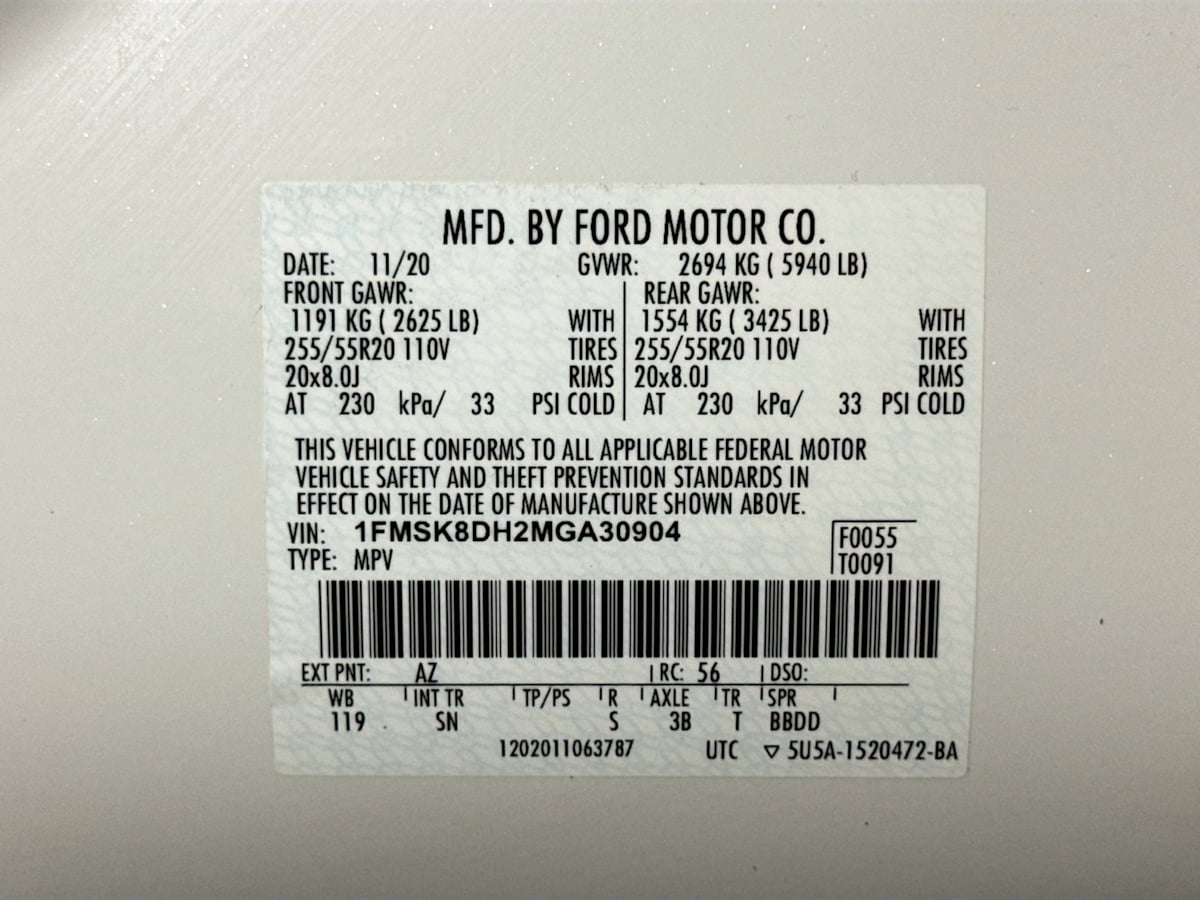 MFD. BY FORD MOTOR CO.
DATE: 11/20 GVWR: 2694 KG ( 5940 LB)
FRONT GAWR: REAR GAWR:
1191 KG ( 2625 LB) WITH 1554 KG ( 3425 LB) WITH
255/55R20 110V TIRES 255/55R20 110V TIRES
20x8.0J RIMS 20x8.0J RIMS
AT 230 kPa/ 33 PSI COLD AT 230 kPa/ 33 PSI COLD
THIS VEHICLE CONFORMS TO ALL APPLICABLE FEDERAL MOTOR
VEHICLE SAFETY AND THEFT PREVENTION STANDARDS IN
EFFECT ON THE DATE OF MANUFACTURE SHOWN ABOVE.
VIN: 1FMSK8DH2MGA30904 F0055
TYPE: MPV T0091
EXT PNT: AZ RC: 56 DSO:
WB INT TR TP/PS R AXLE TR SPR
119 SN S 3B T BBDD
1202011063787 UTC ▽ 5U5A-1520472-BA